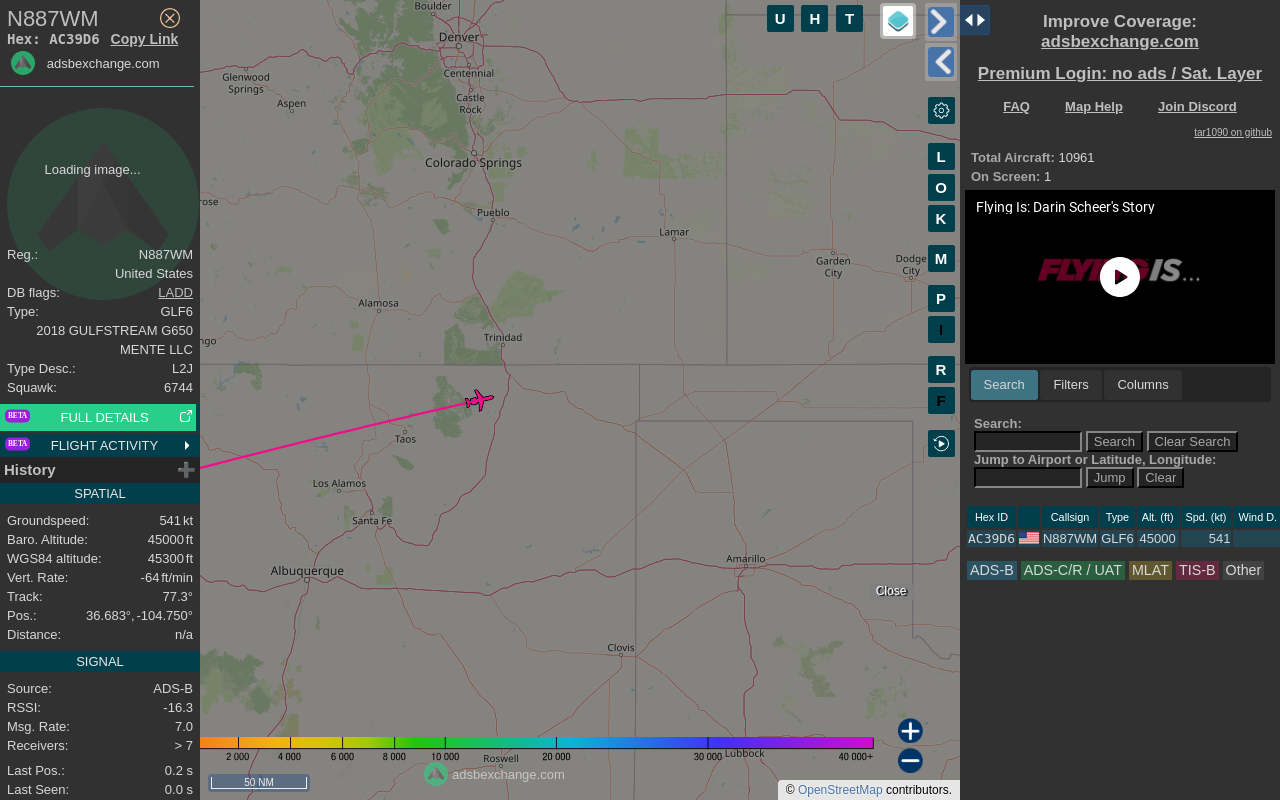 N887WM
Hex: AC39D6 Copy Link
adsbexchange.com
Loading image...
Reg.: N887WM
United States
DB flags: LADD
Type: GLF6
2018 GULFSTREAM G650
MENTE LLC
Type Desc.: L2J
Squawk: 6744
BETA FULL DETAILS
BETA FLIGHT ACTIVITY
History
SPATIAL
Groundspeed: 541 kt
Baro. Altitude: 45000 ft
WGS84 altitude: 45300 ft
Vert. Rate: -64 ft/min
Track: 77.3°
Pos.: 36.683°, -104.750°
Distance: n/a
SIGNAL
Source: ADS-B
RSSI: -16.3
Msg. Rate: 7.0
Receivers: > 7
Last Pos.: 0.2 s
Last Seen: 0.0 s
Boulder
Denver
Centennial
Glenwood
Springs
Aspen
Castle
Rock
Colorado Springs
rose
Pueblo
Lamar
Garden
City
Dodge
City
Alamosa
Trinidad
ngo
Taos
Los Alamos
Santa Fe
Albuquerque
Amarillo
Clovis
Roswell
Lubbock
U H T
L
O
K
M
P
I
R
F
Close
2 000 4 000 6 000 8 000 10 000 20 000 30 000 40 000+
adsbexchange.com
50 NM
© OpenStreetMap contributors.
Improve Coverage:
adsbexchange.com
Premium Login: no ads / Sat. Layer
FAQ Map Help Join Discord
tar1090 on github
Total Aircraft: 10961
On Screen: 1
Flying Is: Darin Scheer's Story
FLYING IS...
Search Filters Columns
Search:
Search Clear Search
Jump to Airport or Latitude, Longitude:
Jump Clear
Hex ID Callsign Type Alt. (ft) Spd. (kt) Wind D.
AC39D6 N887WM GLF6 45000 541
ADS-B ADS-C/R / UAT MLAT TIS-B Other